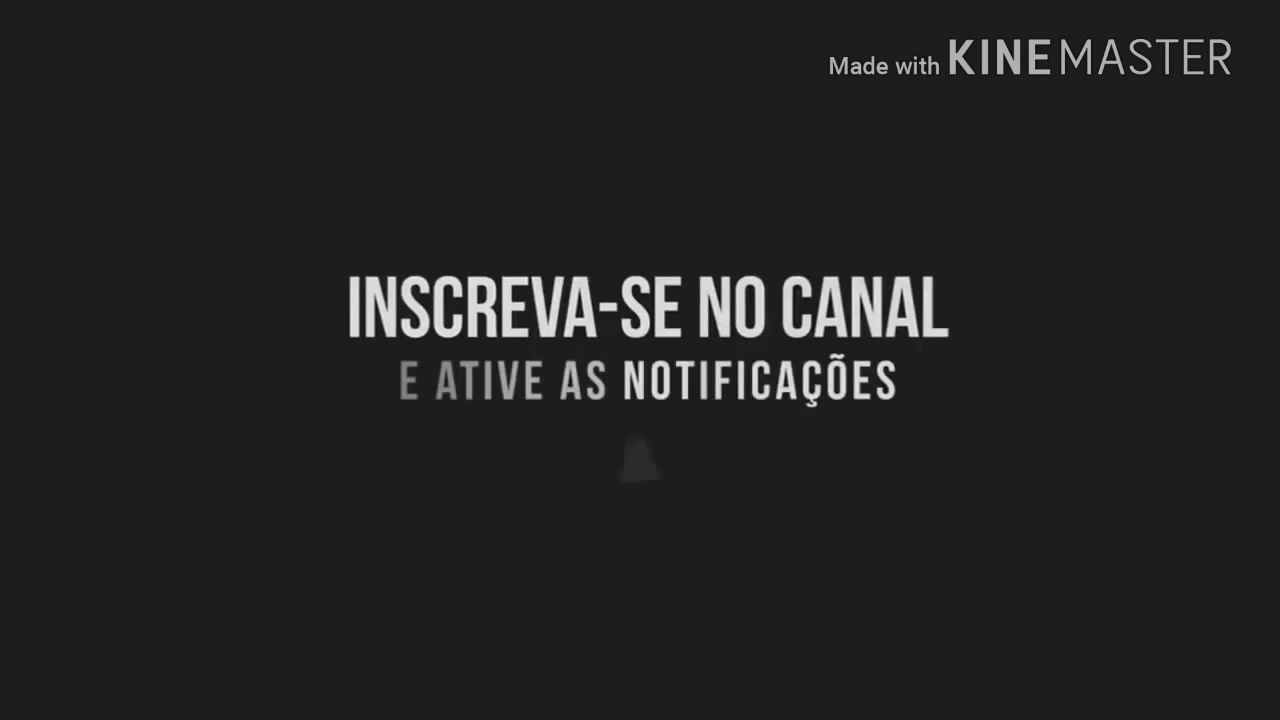 Made with KINEMASTER
INSCREVA-SE NO CANAL
E ATIVE AS NOTIFICAÇÕES